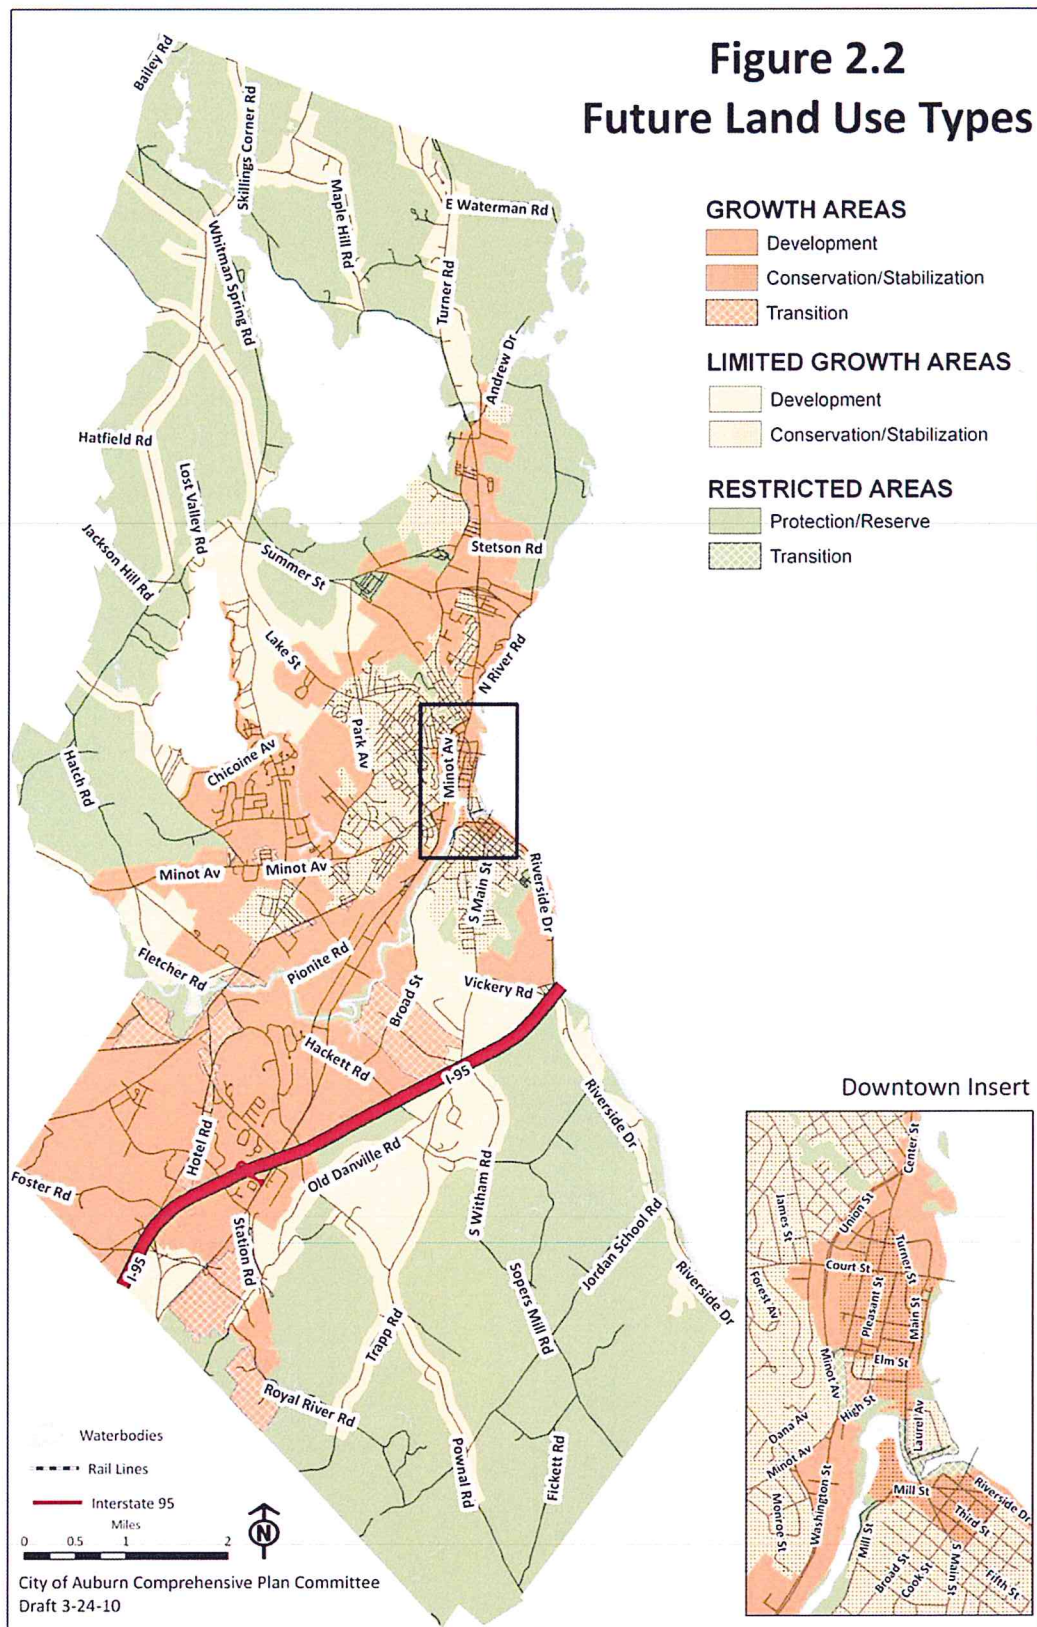 Figure 2.2
Future Land Use Types
GROWTH AREAS
Development
Conservation/Stabilization
Transition
LIMITED GROWTH AREAS
Development
Conservation/Stabilization
RESTRICTED AREAS
Protection/Reserve
Transition
Bailey Rd
Skillings Corner Rd
Maple Hill Rd
E Waterman Rd
Whitman Spring Rd
Turner Rd
Andrew Dr
Hatfield Rd
Lost Valley Rd
Jackson Hill Rd
Summer St
Stetson Rd
Lake St
N River Rd
Park Av
Minot Av
Chicoine Av
Hatch Rd
Minot Av
Minot Av
S Main St
Riverside Dr
Fletcher Rd
Pionite Rd
Broad St
Vickery Rd
Hackett Rd
I-95
Riverside Dr
Hotel Rd
Old Danville Rd
Foster Rd
S Witham Rd
Station Rd
Jordan School Rd
I-95
Sopers Mill Rd
Riverside Dr
Trapp Rd
Royal River Rd
Pownal Rd
Fickett Rd
Downtown Insert
Center St
Union St
James St
Turner St
Court St
Pleasant St
Forest Av
Main St
Elm St
Minot Av
High St
Laurel Av
Dana Av
Minot Av
Mill St
Riverside Dr
Washington St
Monroe St
Third St
Mill St
Broad St
Cook St
S Main St
Fifth St
Waterbodies
Rail Lines
Interstate 95
Miles
0 0.5 1 2
N
City of Auburn Comprehensive Plan Committee
Draft 3-24-10